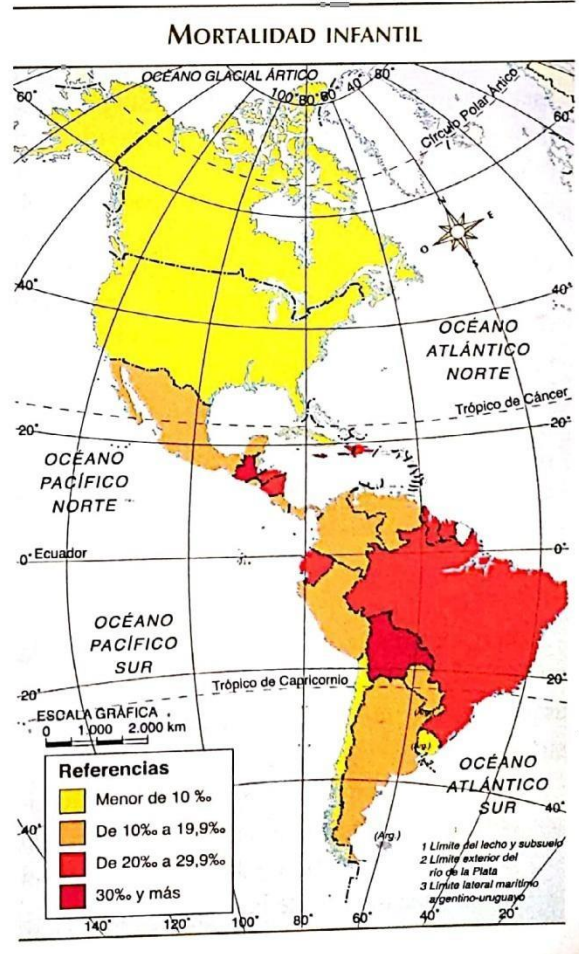 MORTALIDAD INFANTIL
OCÉANO GLACIAL ÁRTICO
100° 80° 60° 40° 80°
60°
Círculo Polar Ártico
60°
N
E
O
S
40°
40°
OCÉANO
ATLÁNTICO
NORTE
Trópico de Cáncer
20°
20°
OCÉANO
PACÍFICO
NORTE
0° Ecuador
0°
OCÉANO
PACÍFICO
SUR
Trópico de Capricornio
20°
20°
(Arg.)
(Arg.)
ESCALA GRÁFICA
0 1.000 2.000 km
OCÉANO
ATLÁNTICO
SUR
40°
40°
(Arg.)
Referencias
Menor de 10 ‰
De 10‰ a 19,9‰
De 20‰ a 29,9‰
30‰ y más
1 Límite del lecho y subsuelo
2 Límite exterior del
río de la Plata
3 Límite lateral marítimo
argentino-uruguayo
140° 120° 100° 80° 60° 40° 20°